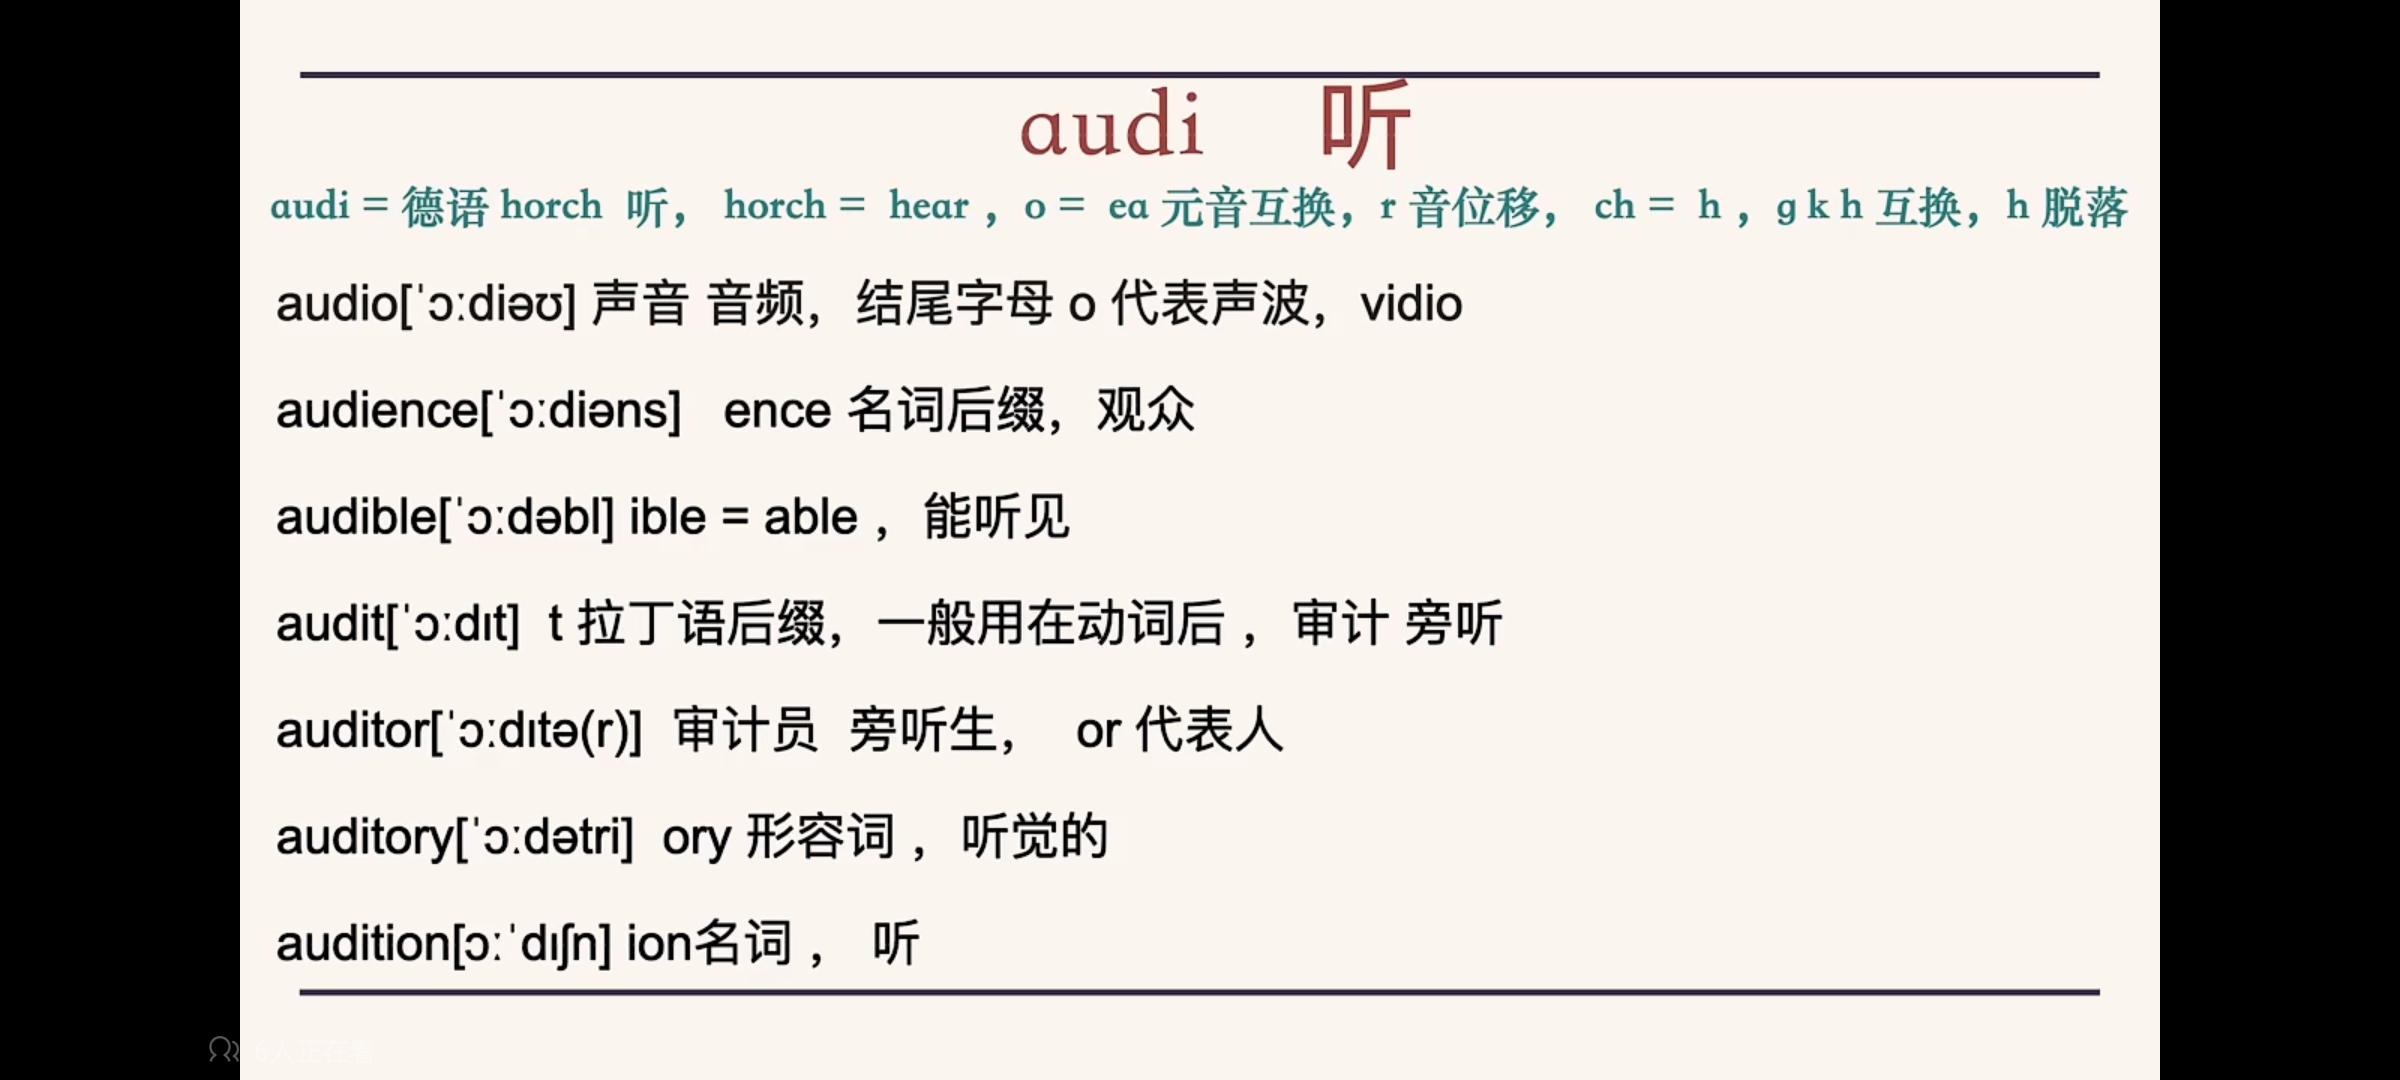 audi 听
audi = 德语 horch 听， horch = hear ，o = ea 元音互换，r 音位移， ch = h ，g k h 互换，h 脱落
audio[ˈɔːdiəʊ] 声音 音频，结尾字母 o 代表声波，vidio
audience[ˈɔːdiəns] ence 名词后缀，观众
audible[ˈɔːdəbl] ible = able ，能听见
audit[ˈɔːdɪt] t 拉丁语后缀，一般用在动词后 ，审计 旁听
auditor[ˈɔːdɪtə(r)] 审计员 旁听生， or 代表人
auditory[ˈɔːdətri] ory 形容词 ，听觉的
audition[ɔːˈdɪʃn] ion名词 ， 听
6人正在看